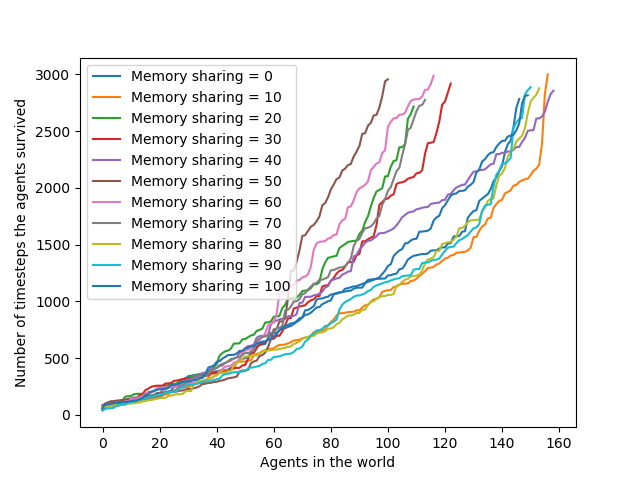 3000
2500
2000
1500
1000
500
0
Number of timesteps the agents survived
Memory sharing = 0
Memory sharing = 10
Memory sharing = 20
Memory sharing = 30
Memory sharing = 40
Memory sharing = 50
Memory sharing = 60
Memory sharing = 70
Memory sharing = 80
Memory sharing = 90
Memory sharing = 100
0 20 40 60 80 100 120 140 160
Agents in the world